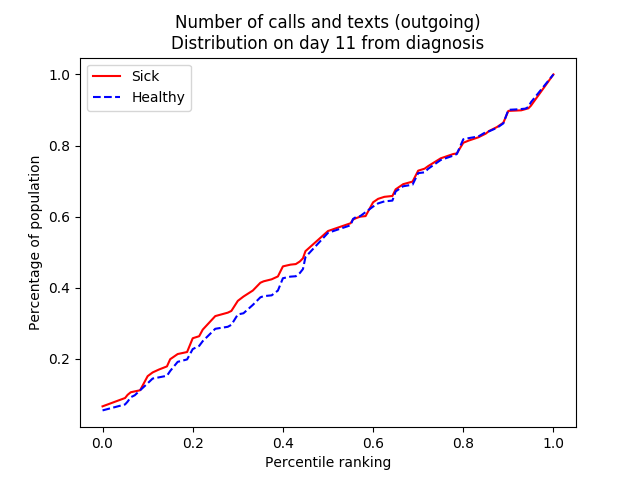 Number of calls and texts (outgoing)
Distribution on day 11 from diagnosis
Sick
Healthy
Percentage of population
1.0
0.8
0.6
0.4
0.2
0.0 0.2 0.4 0.6 0.8 1.0
Percentile ranking